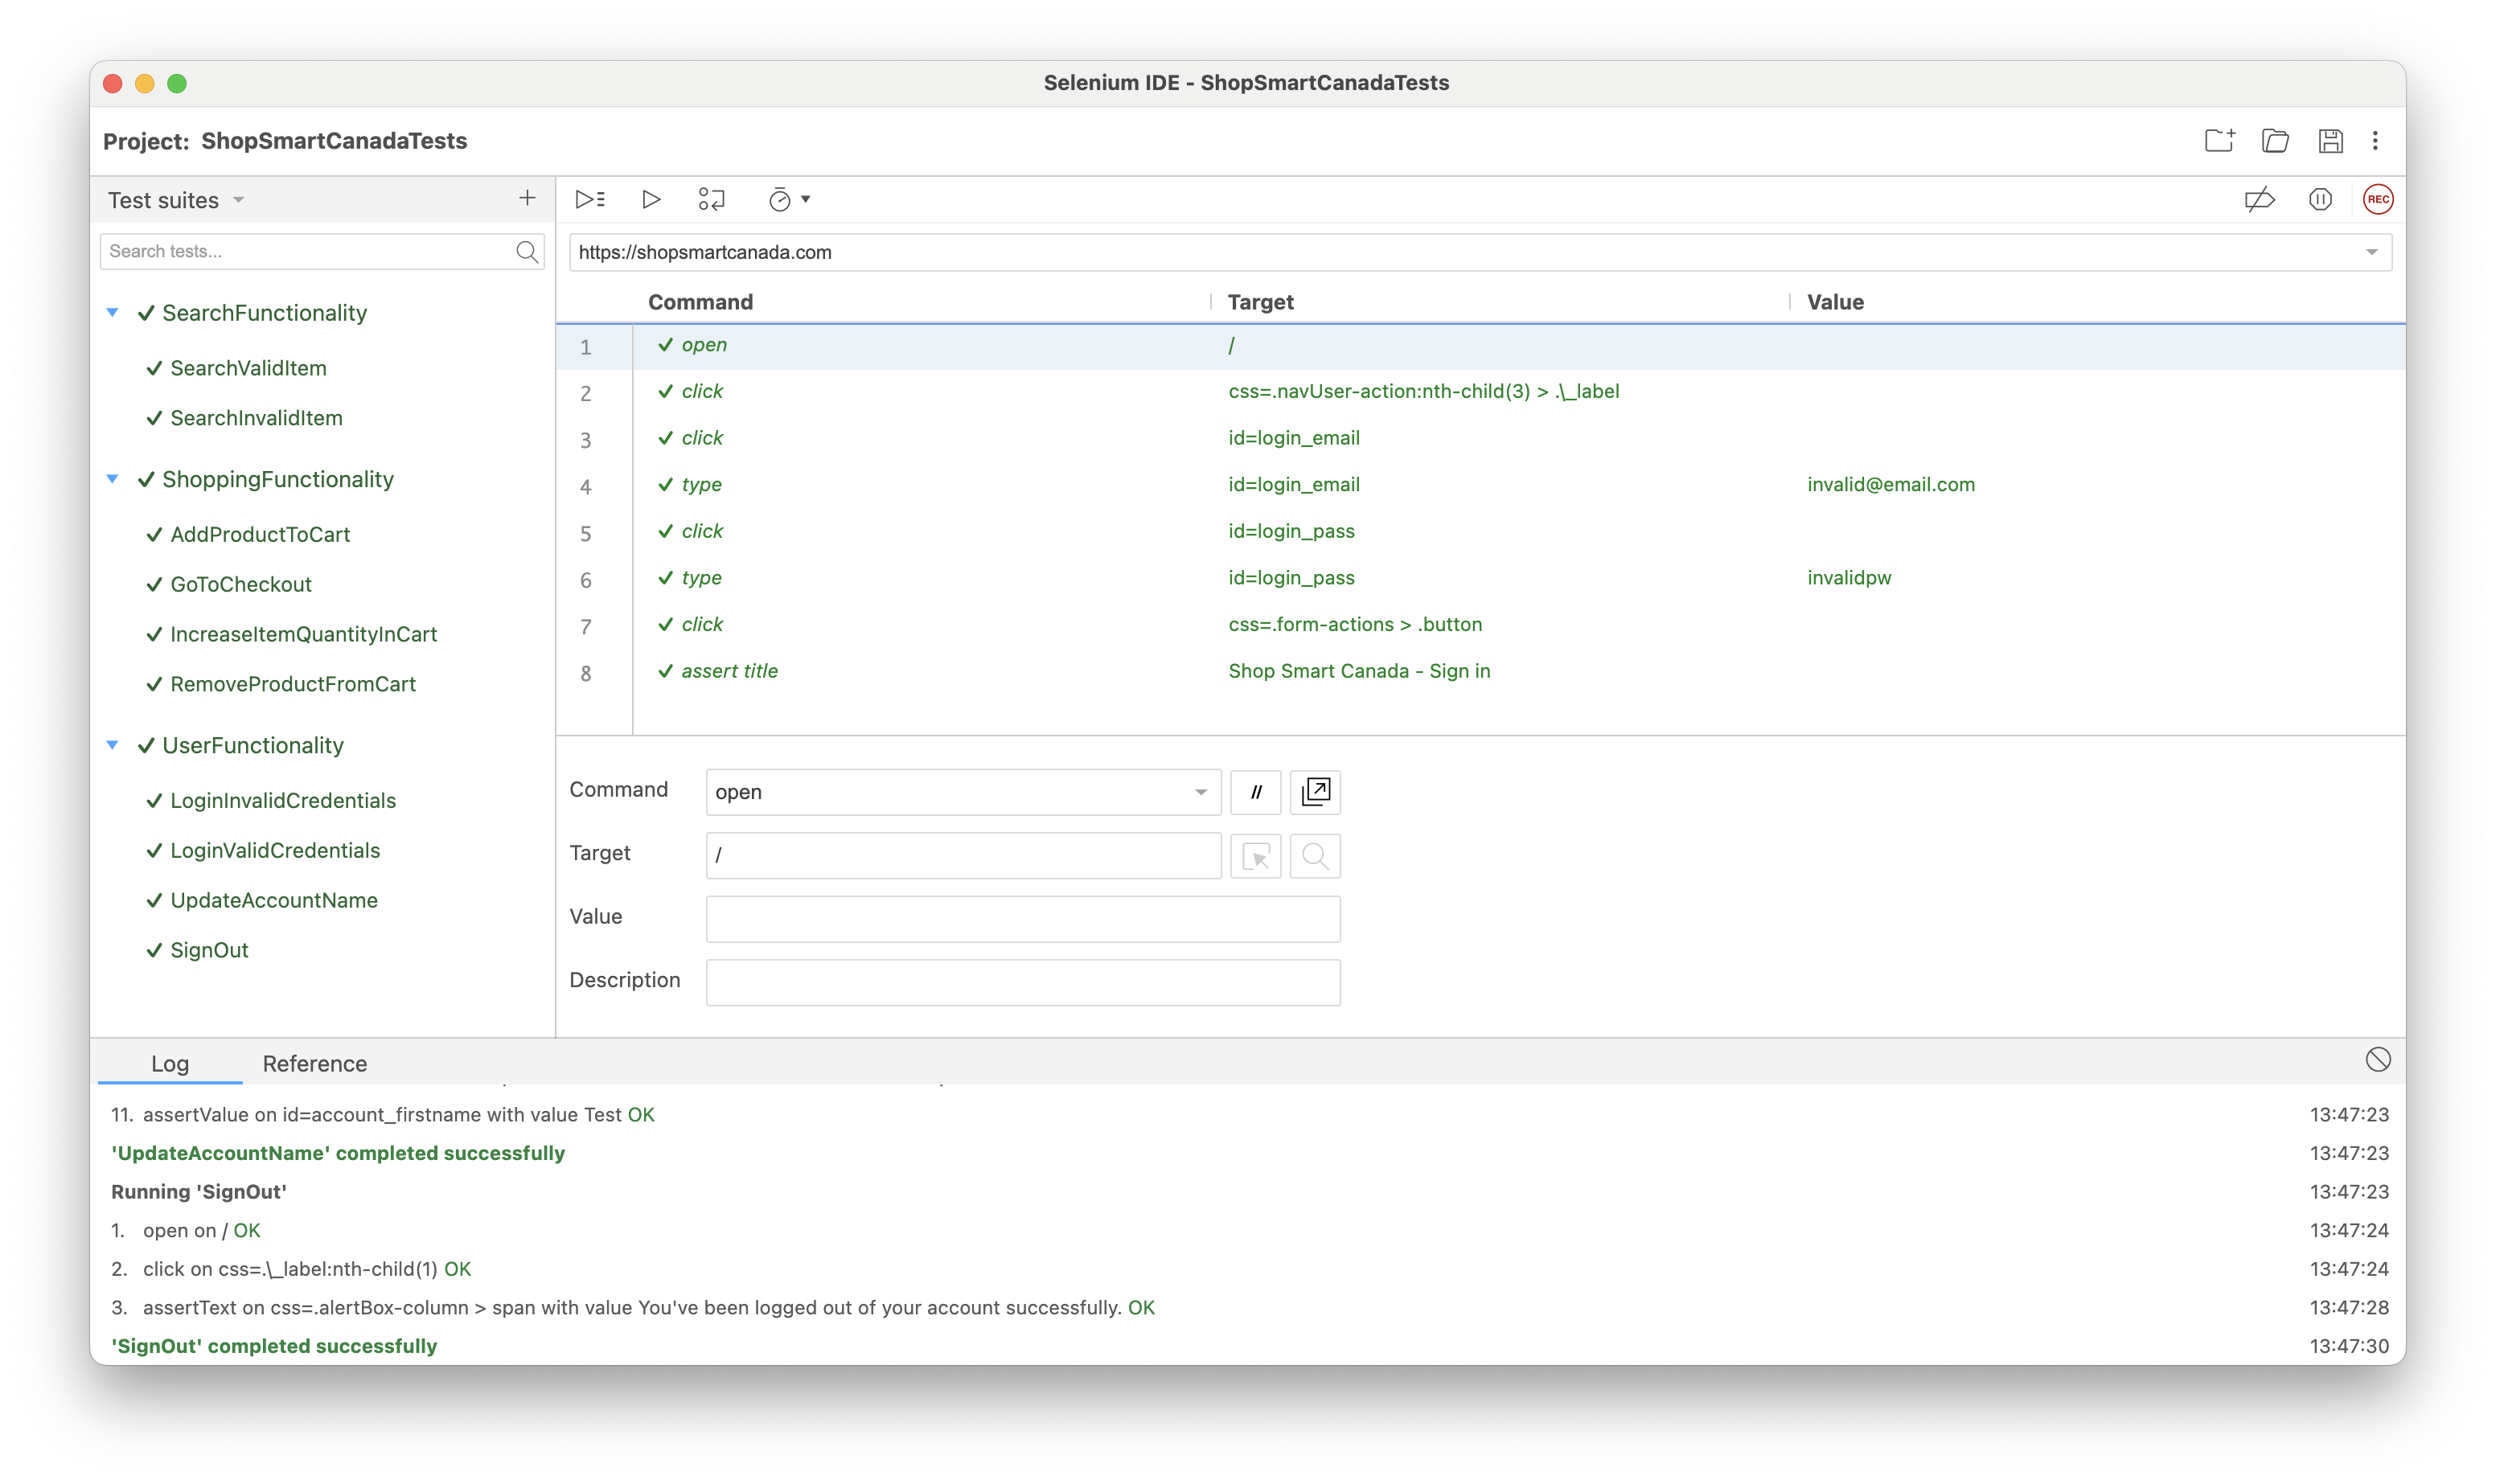 Selenium IDE - ShopSmartCanadaTests
Project: ShopSmartCanadaTests
Test suites
Search tests...
SearchFunctionality
SearchValidItem
SearchInvalidItem
ShoppingFunctionality
AddProductToCart
GoToCheckout
IncreaseItemQuantityInCart
RemoveProductFromCart
UserFunctionality
LoginInvalidCredentials
LoginValidCredentials
UpdateAccountName
SignOut
REC
https://shopsmartcanada.com
Command Target Value
1 open /
2 click css=.navUser-action:nth-child(3) > .\_label
3 click id=login_email
4 type id=login_email invalid@email.com
5 click id=login_pass
6 type id=login_pass invalidpw
7 click css=.form-actions > .button
8 assert title Shop Smart Canada - Sign in
Command open //
Target /
Value
Description
Log Reference
11. assertValue on id=account_firstname with value Test OK 13:47:23
'UpdateAccountName' completed successfully 13:47:23
Running 'SignOut' 13:47:23
1. open on / OK 13:47:24
2. click on css=.\_label:nth-child(1) OK 13:47:24
3. assertText on css=.alertBox-column > span with value You've been logged out of your account successfully. OK 13:47:28
'SignOut' completed successfully 13:47:30